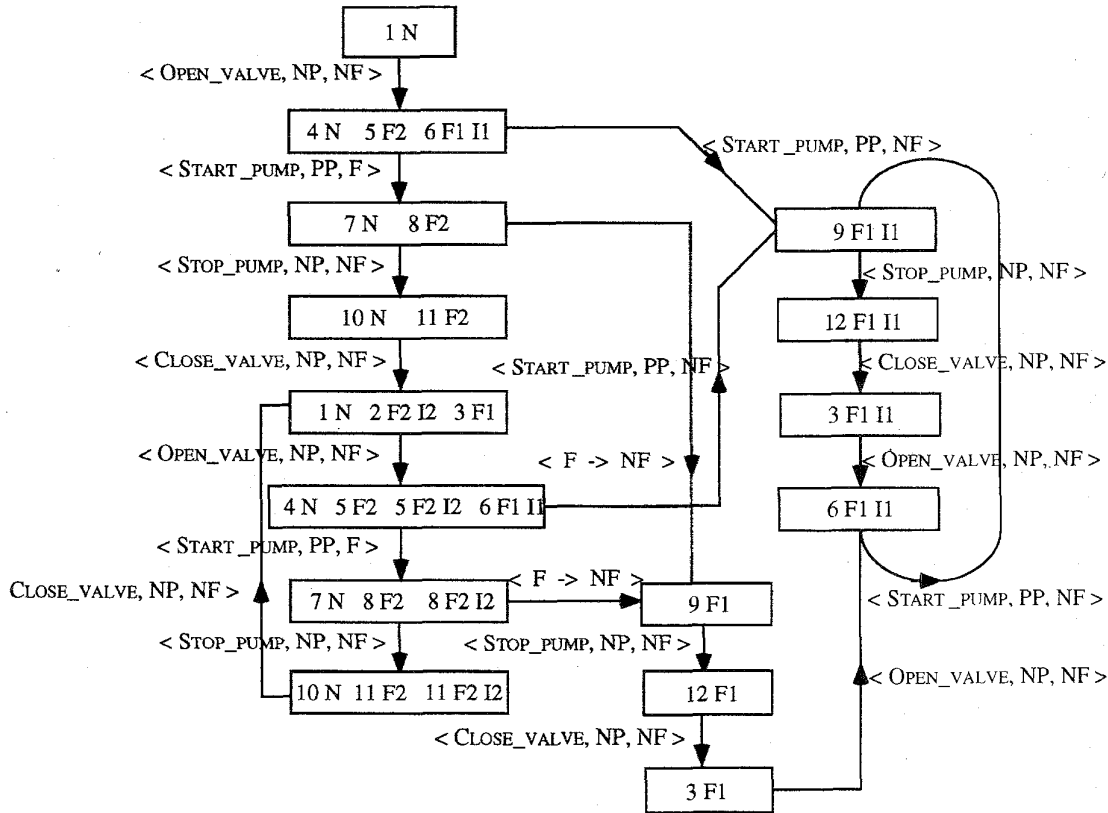 1 N
< OPEN_VALVE, NP, NF >
4 N 5 F2 6 F1 I1
< START_PUMP, PP, F >
< START_PUMP, PP, NF >
7 N 8 F2
9 F1 I1
< STOP_PUMP, NP, NF >
< STOP_PUMP, NP, NF >
10 N 11 F2
12 F1 I1
< CLOSE_VALVE, NP, NF >
< START_PUMP, PP, NF >
< CLOSE_VALVE, NP, NF >
1 N 2 F2 I2 3 F1
3 F1 I1
< OPEN_VALVE, NP, NF >
< F -> NF >
< OPEN_VALVE, NP, NF >
4 N 5 F2 5 F2 I2 6 F1 I1
6 F1 I1
< START_PUMP, PP, F >
< F -> NF >
CLOSE_VALVE, NP, NF >
7 N 8 F2 8 F2 I2
9 F1
< START_PUMP, PP, NF >
< STOP_PUMP, NP, NF >
< STOP_PUMP, NP, NF >
10 N 11 F2 11 F2 I2
12 F1
< OPEN_VALVE, NP, NF >
< CLOSE_VALVE, NP, NF >
3 F1